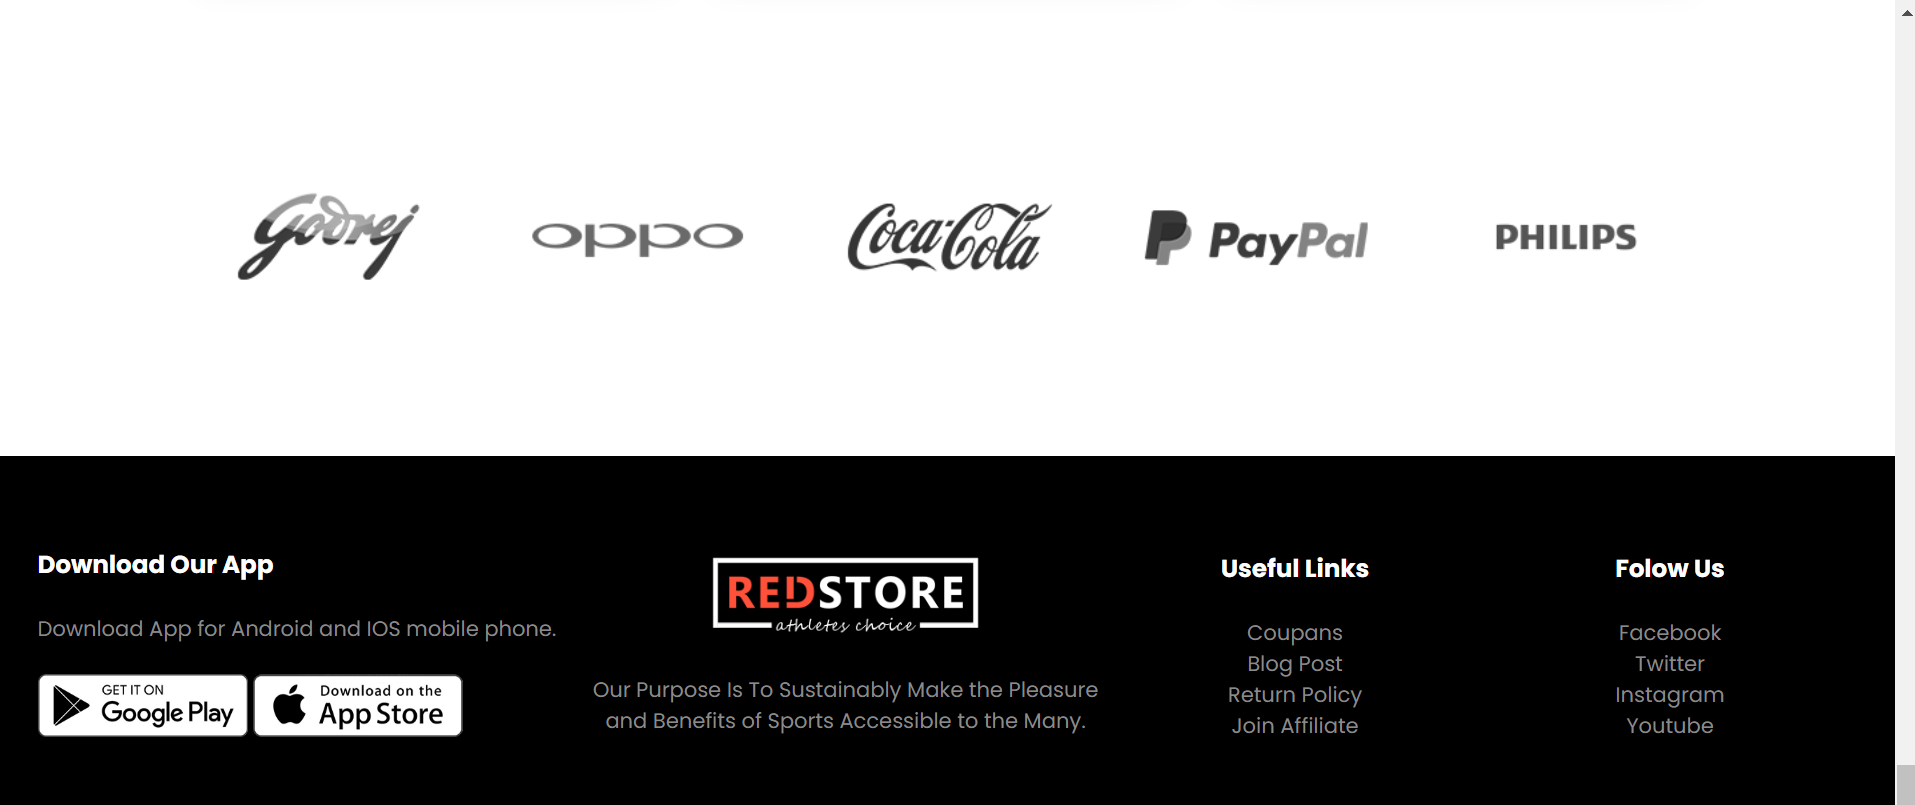 Godrej
oppo
Coca-Cola
PayPal
PHILIPS
Download Our App
Download App for Android and IOS mobile phone.
GET IT ON
Google Play
Download on the
App Store
REDSTORE
athletes choice
Our Purpose Is To Sustainably Make the Pleasure
and Benefits of Sports Accessible to the Many.
Useful Links
Coupans
Blog Post
Return Policy
Join Affiliate
Folow Us
Facebook
Twitter
Instagram
Youtube